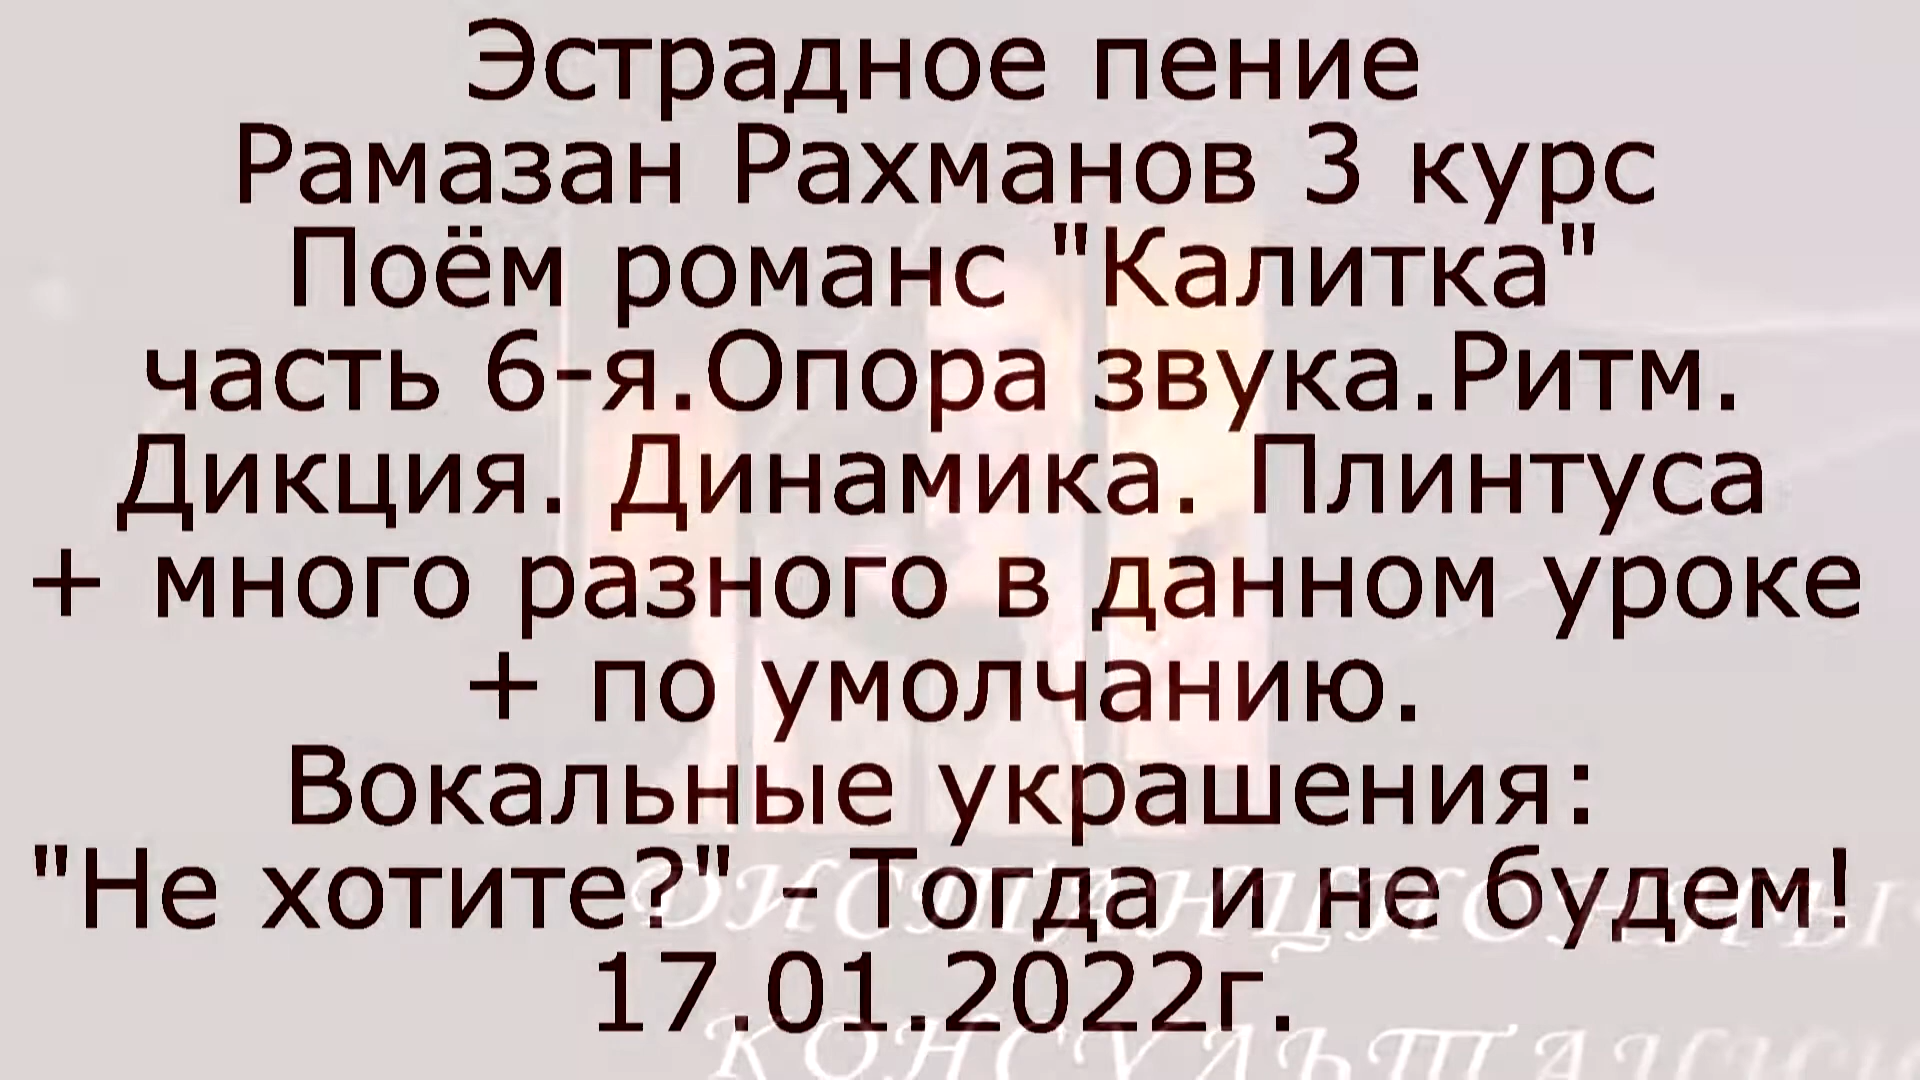 Эстрадное пение
Рамазан Рахманов 3 курс
Поём романс "Калитка"
часть 6-я.Опора звука.Ритм.
Дикция. Динамика. Плинтуса
+ много разного в данном уроке
+ по умолчанию.
Вокальные украшения:
"Не хотите?" - Тогда и не будем!
17.01.2022г.